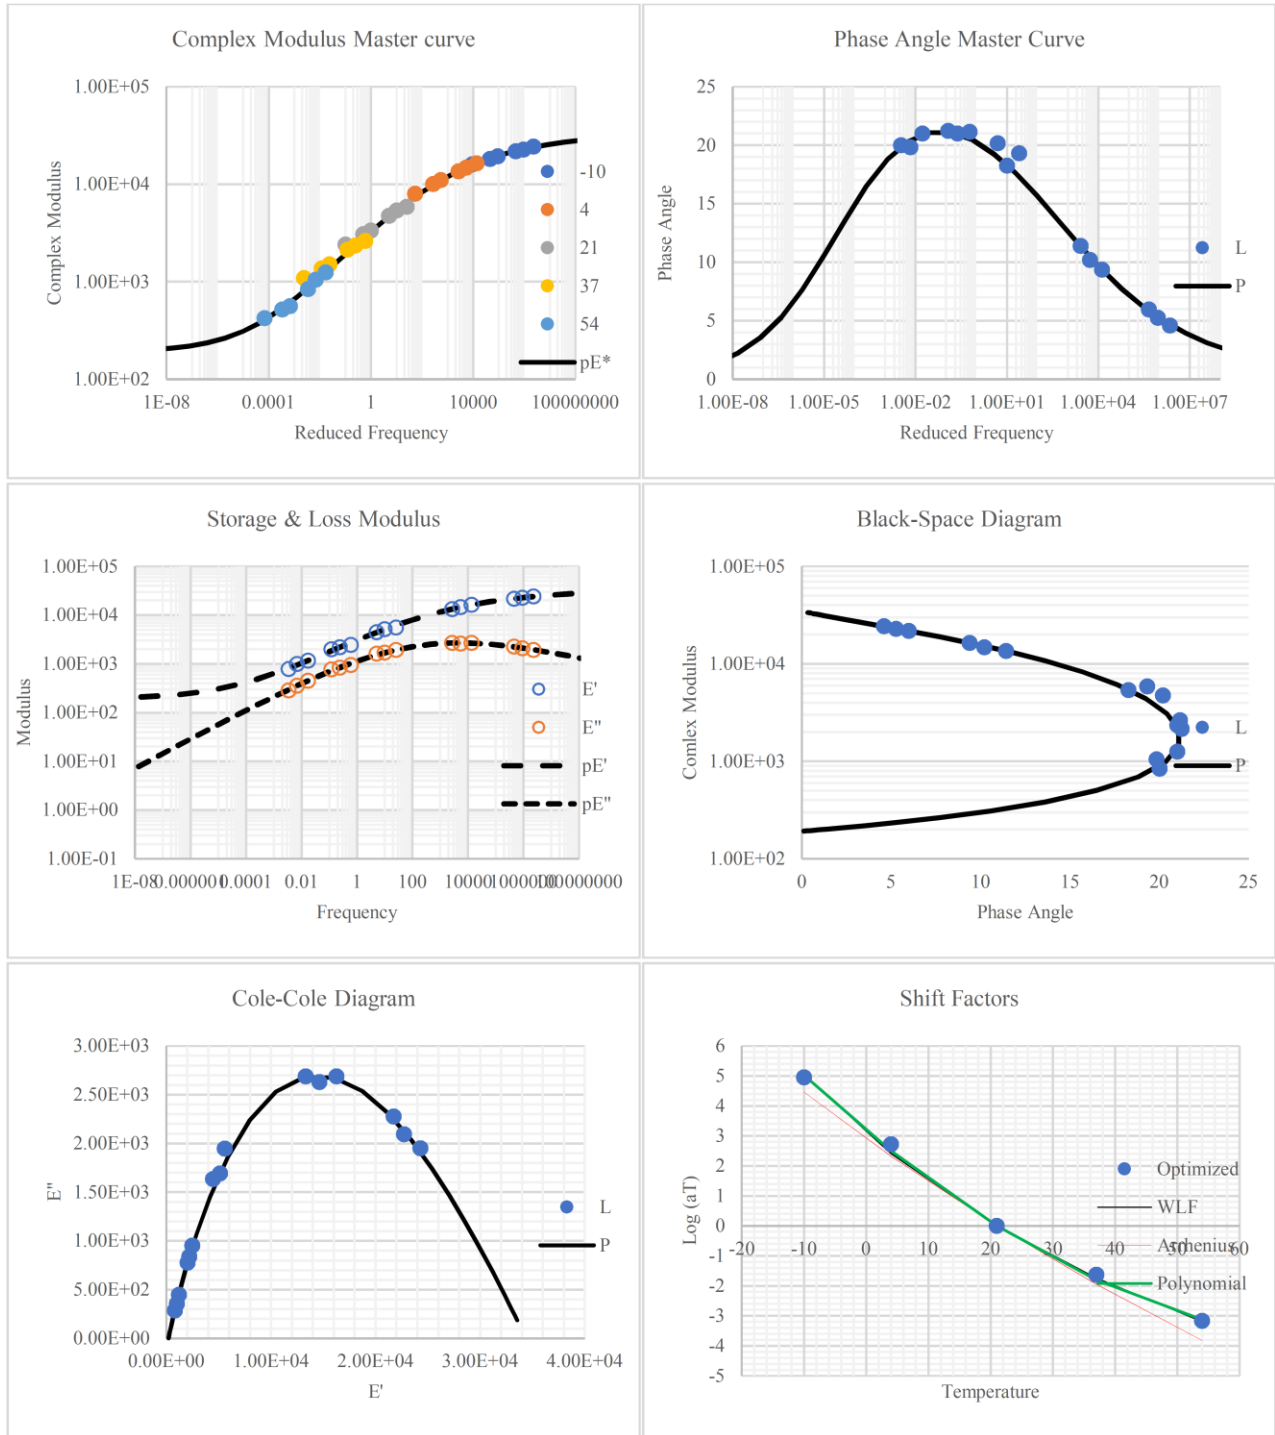 Complex Modulus Master curve
1.00E+05
1.00E+04
1.00E+03
1.00E+02
Complex Modulus
1E-08 0.0001 1 10000 100000000
Reduced Frequency
-10
4
21
37
54
pE*
Phase Angle Master Curve
25
20
15
10
5
0
Phase Angle
1.00E-08 1.00E-05 1.00E-02 1.00E+01 1.00E+04 1.00E+07
Reduced Frequency
L
P
Storage & Loss Modulus
1.00E+05
1.00E+04
1.00E+03
1.00E+02
1.00E+01
1.00E+00
1.00E-01
Modulus
1E-08 0.000001 0.0001 0.01 1 100 10000 1000000 100000000
Frequency
E'
E"
pE'
pE"
Black-Space Diagram
1.00E+05
1.00E+04
1.00E+03
1.00E+02
Comlex Modulus
0 5 10 15 20 25
Phase Angle
L
P
Cole-Cole Diagram
3.00E+03
2.50E+03
2.00E+03
1.50E+03
1.00E+03
5.00E+02
0.00E+00
E"
0.00E+00 1.00E+04 2.00E+04 3.00E+04 4.00E+04
E'
L
P
Shift Factors
6
5
4
3
2
1
0
-1
-2
-3
-4
-5
Log (aT)
-20 -10 0 10 20 30 40 50 60
Temperature
Optimized
WLF
Arrhenius
Polynomial